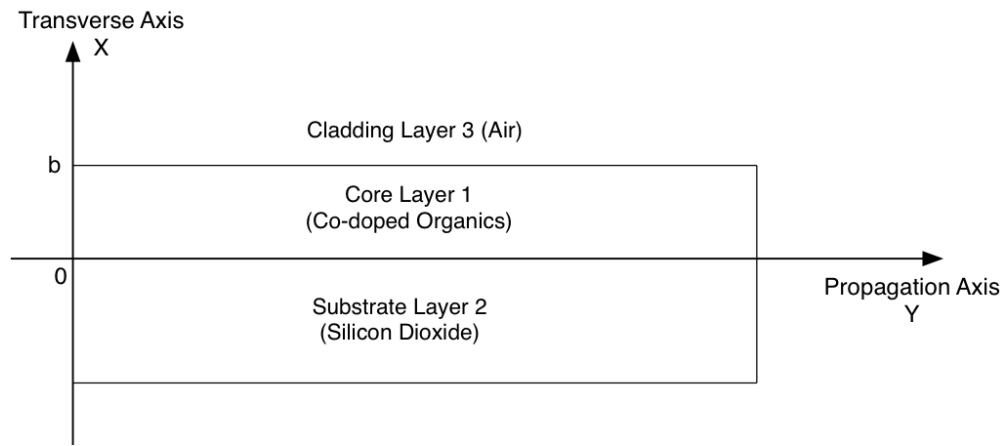 Transverse Axis
X
Cladding Layer 3 (Air)
b
Core Layer 1
(Co-doped Organics)
0
Substrate Layer 2
(Silicon Dioxide)
Propagation Axis
Y